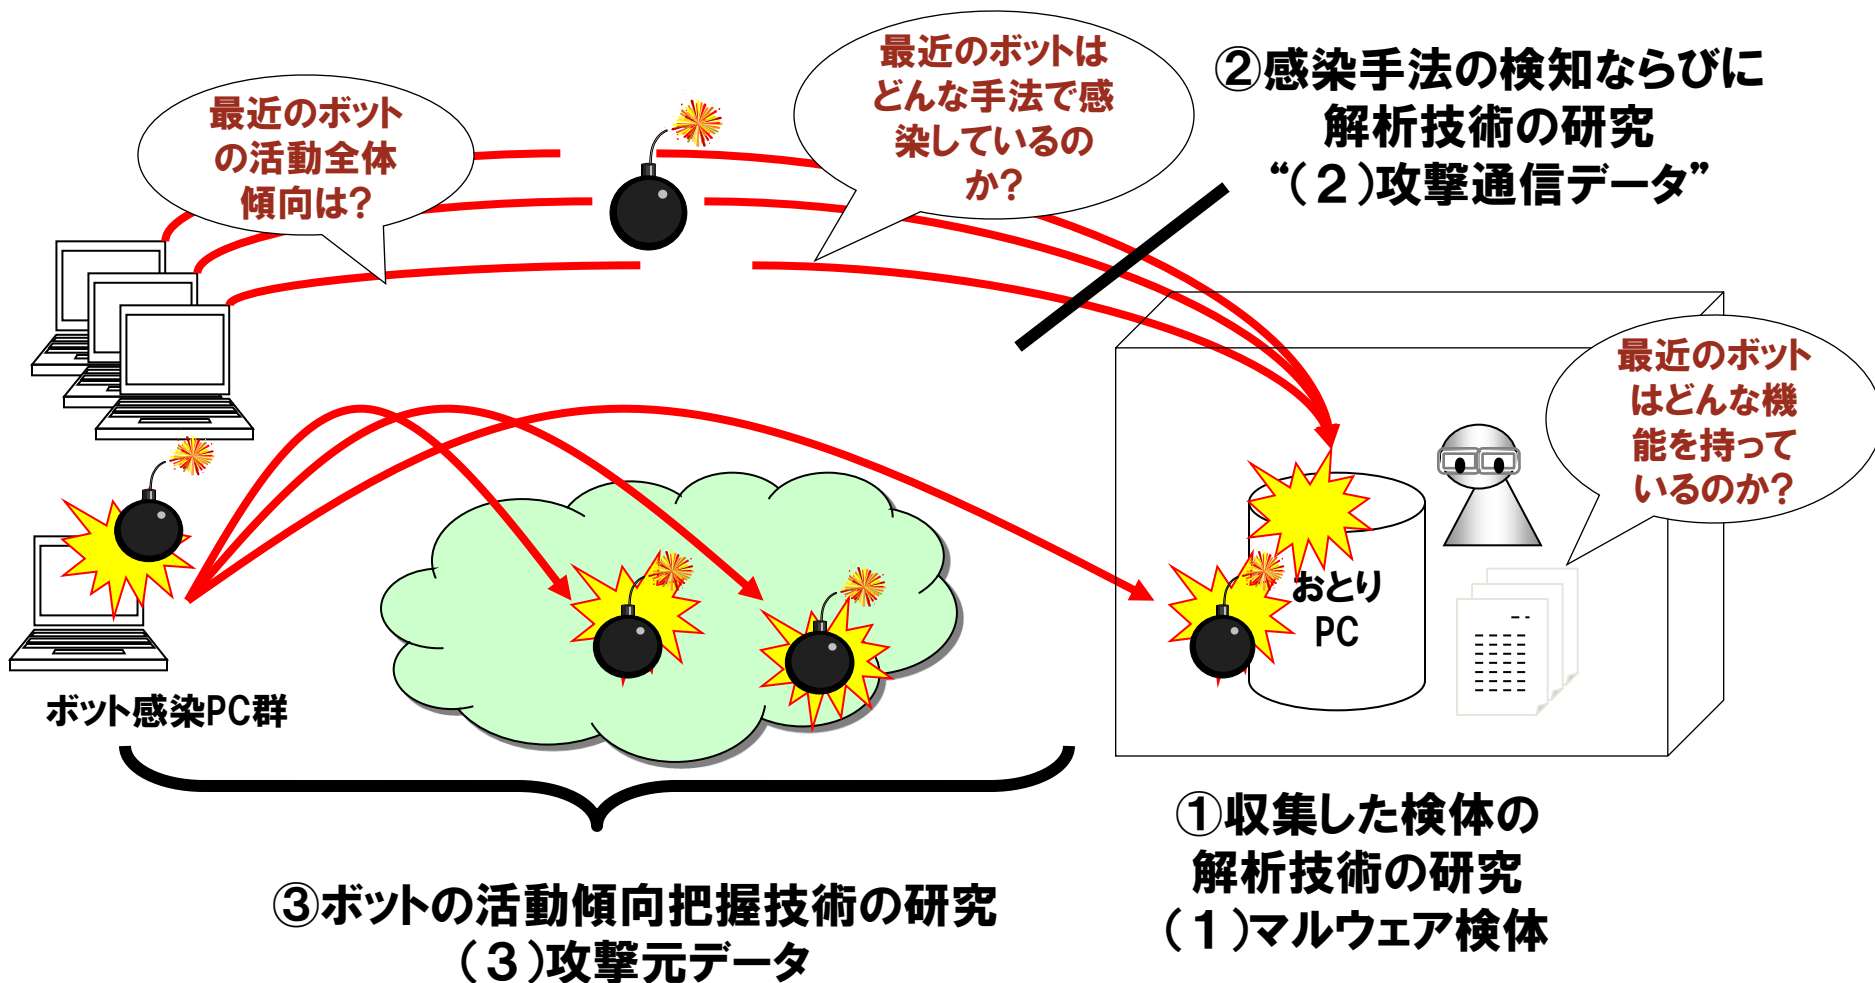 最近のボット
の活動全体
傾向は？
最近のボットは
どんな手法で感
染しているの
か？
②感染手法の検知ならびに
解析技術の研究
“（２）攻撃通信データ”
最近のボット
はどんな機
能を持って
いるのか？
おとり
PC
ボット感染PC群
①収集した検体の
解析技術の研究
（１）マルウェア検体
③ボットの活動傾向把握技術の研究
（３）攻撃元データ